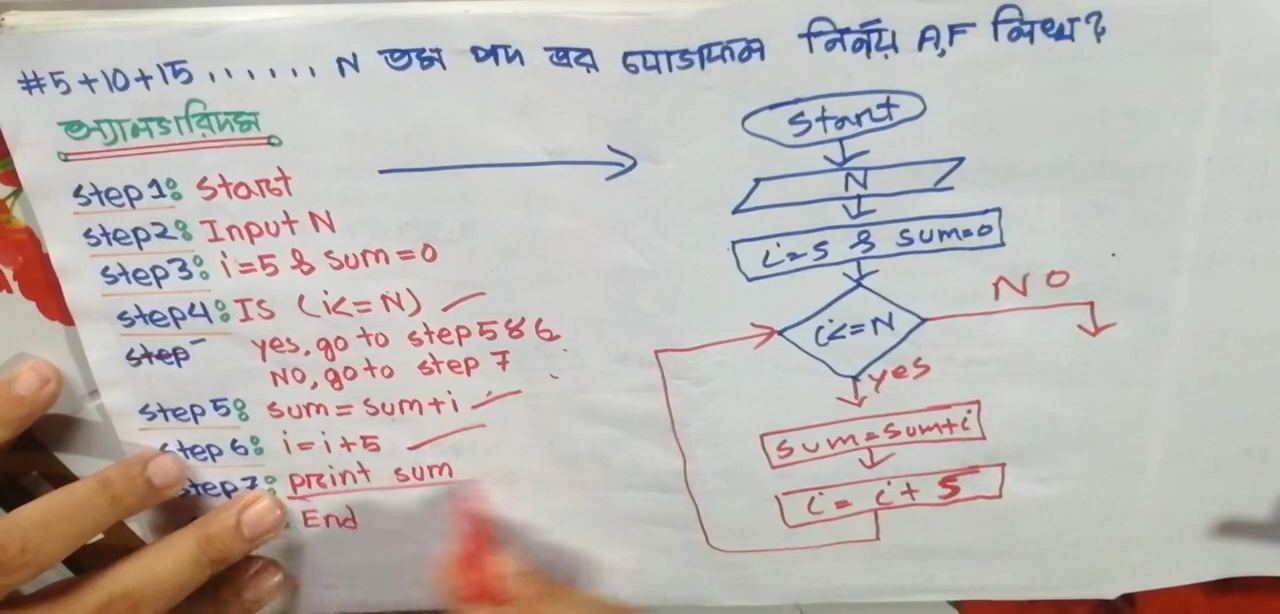 #5+10+15 ...... N তম পদ এর যোগফল নির্ণয় A,F লিখ?
অ্যালগরিদম
step1: Start
step2: Input N
step3: i=5 & sum=0
step4: IS (i<=N)
step yes, go to step 5 & 6
NO, go to step 7
step5: sum=sum+i
step6: i=i+5
step7: print sum
: End
Start
N
i=5 & sum=0
i<=N
NO
yes
sum=sum+i
i=i+5